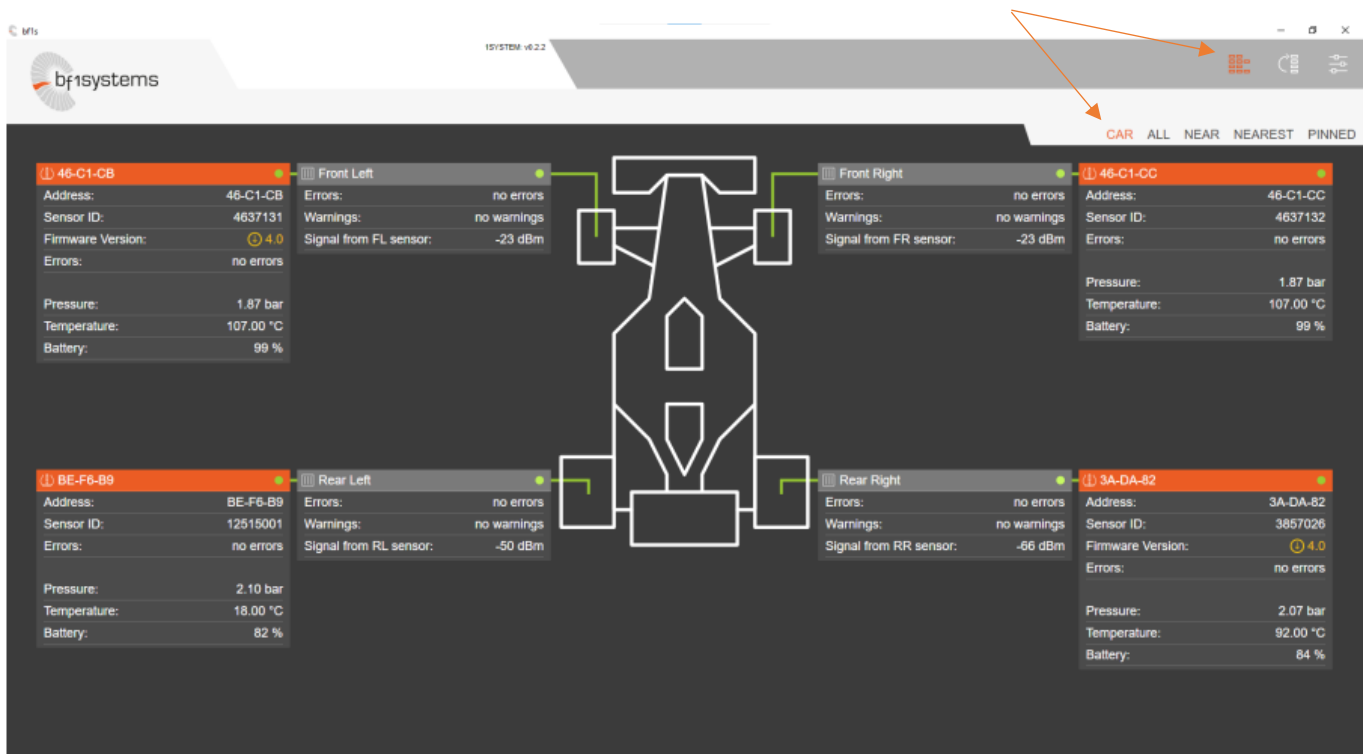 bf1s
1SYSTEM: v0.2.2
bf1systems
CAR ALL NEAR NEAREST PINNED
46-C1-CB
Address: 46-C1-CB
Sensor ID: 4637131
Firmware Version: 4.0
Errors: no errors
Pressure: 1.87 bar
Temperature: 107.00 °C
Battery: 99 %
Front Left
Errors: no errors
Warnings: no warnings
Signal from FL sensor: -23 dBm
Front Right
Errors: no errors
Warnings: no warnings
Signal from FR sensor: -23 dBm
46-C1-CC
Address: 46-C1-CC
Sensor ID: 4637132
Errors: no errors
Pressure: 1.87 bar
Temperature: 107.00 °C
Battery: 99 %
BE-F6-B9
Address: BE-F6-B9
Sensor ID: 12515001
Errors: no errors
Pressure: 2.10 bar
Temperature: 18.00 °C
Battery: 82 %
Rear Left
Errors: no errors
Warnings: no warnings
Signal from RL sensor: -50 dBm
Rear Right
Errors: no errors
Warnings: no warnings
Signal from RR sensor: -66 dBm
3A-DA-82
Address: 3A-DA-82
Sensor ID: 3857026
Firmware Version: 4.0
Errors: no errors
Pressure: 2.07 bar
Temperature: 92.00 °C
Battery: 84 %